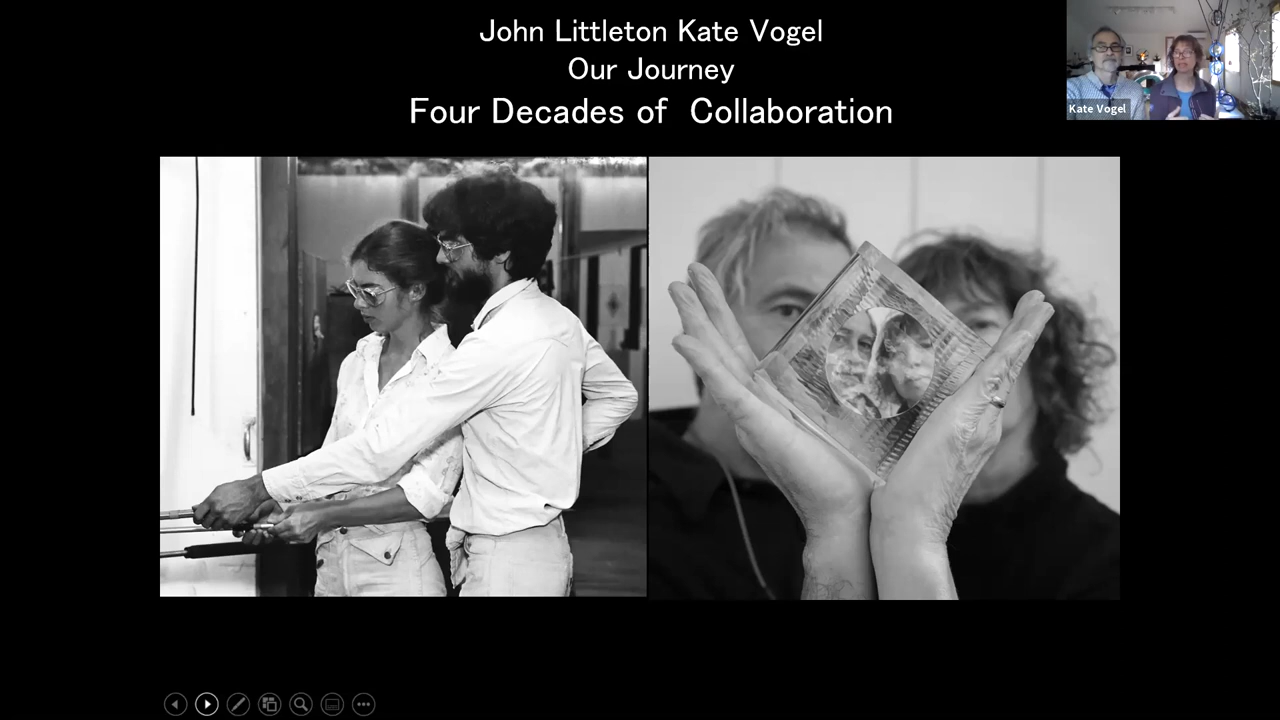 John Littleton Kate Vogel
Our Journey
Four Decades of Collaboration
Kate Vogel